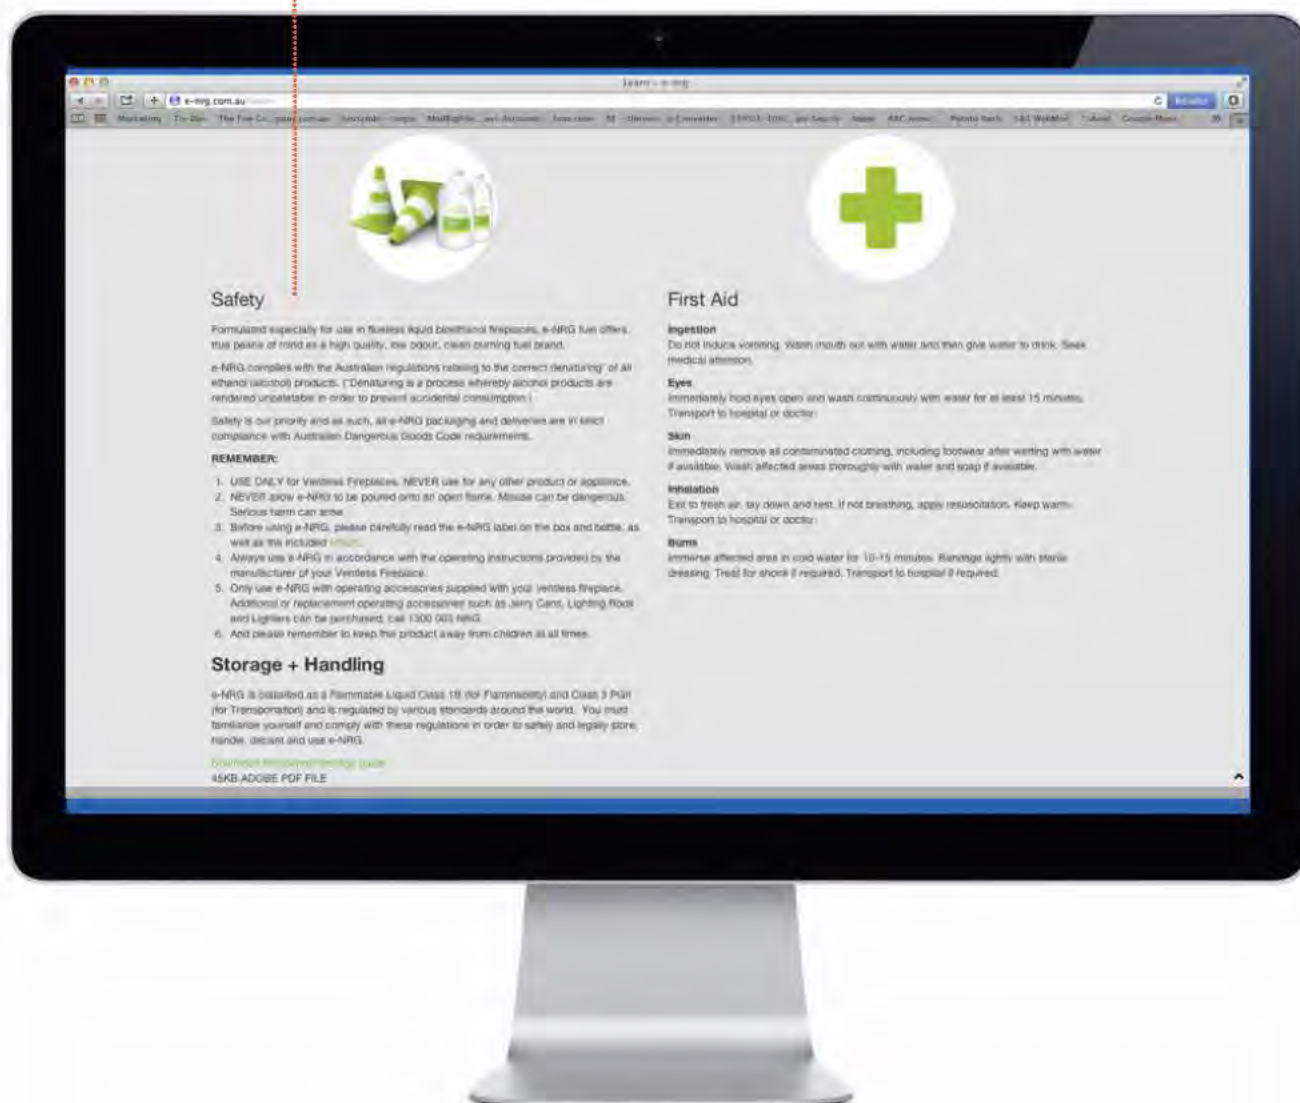 Learn - e-nrg
e-nrg.com.au
Marketing
Safety
Formulated especially for use in flueless liquid bioethanol fireplaces, e-NRG fuel offers
true peace of mind as a high quality, low odour, clean burning fuel brand.
e-NRG complies with the Australian regulations relating to the correct denaturing* of all
ethanol (alcohol) products. (*Denaturing is a process whereby alcohol products are
rendered unpalatable in order to prevent accidental consumption.)
Safety is our priority and as such, all e-NRG packaging and deliveries are in strict
compliance with Australian Dangerous Goods Code requirements.
REMEMBER:
1. USE ONLY for Ventless Fireplaces, NEVER use for any other product or appliance.
2. NEVER allow e-NRG to be poured onto an open flame. Misuse can be dangerous.
Serious harm can arise.
3. Before using e-NRG, please carefully read the e-NRG label on the box and bottle, as
well as the included
4. Always use e-NRG in accordance with the operating instructions provided by the
manufacturer of your Ventless Fireplace.
5. Only use e-NRG with operating accessories supplied with your ventless fireplace.
Additional or replacement operating accessories such as Jerry Cans, Lighting Rods
and Lighters can be purchased, call 1300 003 NRG.
6. And please remember to keep this product away from children at all times.
Storage + Handling
e-NRG is classified as a Flammable Liquid Class 1B (for Flammability) and Class 3 PGII
(for Transportation) and is regulated by various standards around the world. You must
familiarise yourself and comply with these regulations in order to safely and legally store,
handle, decant and use e-NRG.
45KB ADOBE PDF FILE
First Aid
Ingestion
Do not induce vomiting. Wash mouth out with water and then give water to drink. Seek
medical attention.
Eyes
Immediately hold eyes open and wash continuously with water for at least 15 minutes.
Transport to hospital or doctor.
Skin
Immediately remove all contaminated clothing, including footwear after wetting with water
if available. Wash affected areas thoroughly with water and soap if available.
Inhalation
Exit to fresh air, lay down and rest. If not breathing, apply resuscitation. Keep warm.
Transport to hospital or doctor.
Burns
Immerse affected area in cold water for 10-15 minutes. Bandage lightly with sterile
dressing. Treat for shock if required. Transport to hospital if required.